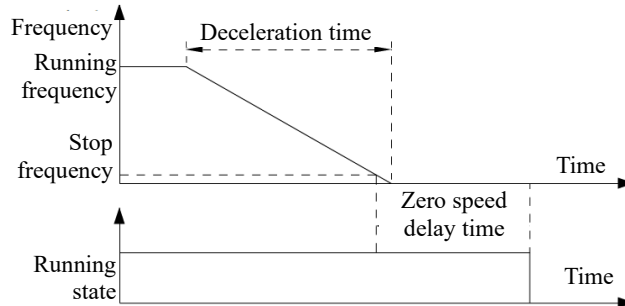 Frequency
Deceleration time
Running
frequency
Stop
frequency
Time
Zero speed
delay time
Running
state
Time